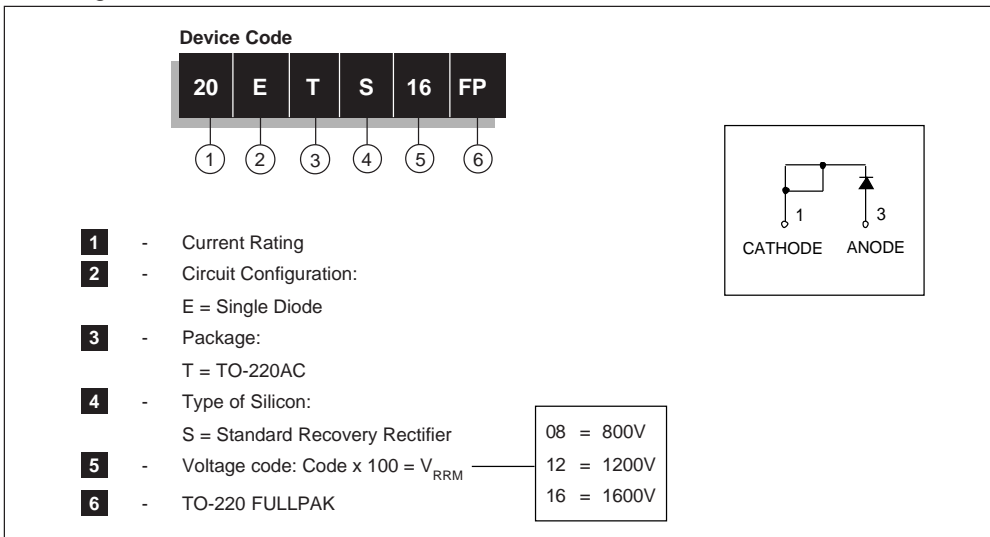 Device Code
20 E T S 16 FP
1 2 3 4 5 6
1 - Current Rating
2 - Circuit Configuration:
E = Single Diode
3 - Package:
T = TO-220AC
4 - Type of Silicon:
S = Standard Recovery Rectifier
5 - Voltage code: Code x 100 = VRRM
6 - TO-220 FULLPAK
08 = 800V
12 = 1200V
16 = 1600V
1 3
CATHODE ANODE